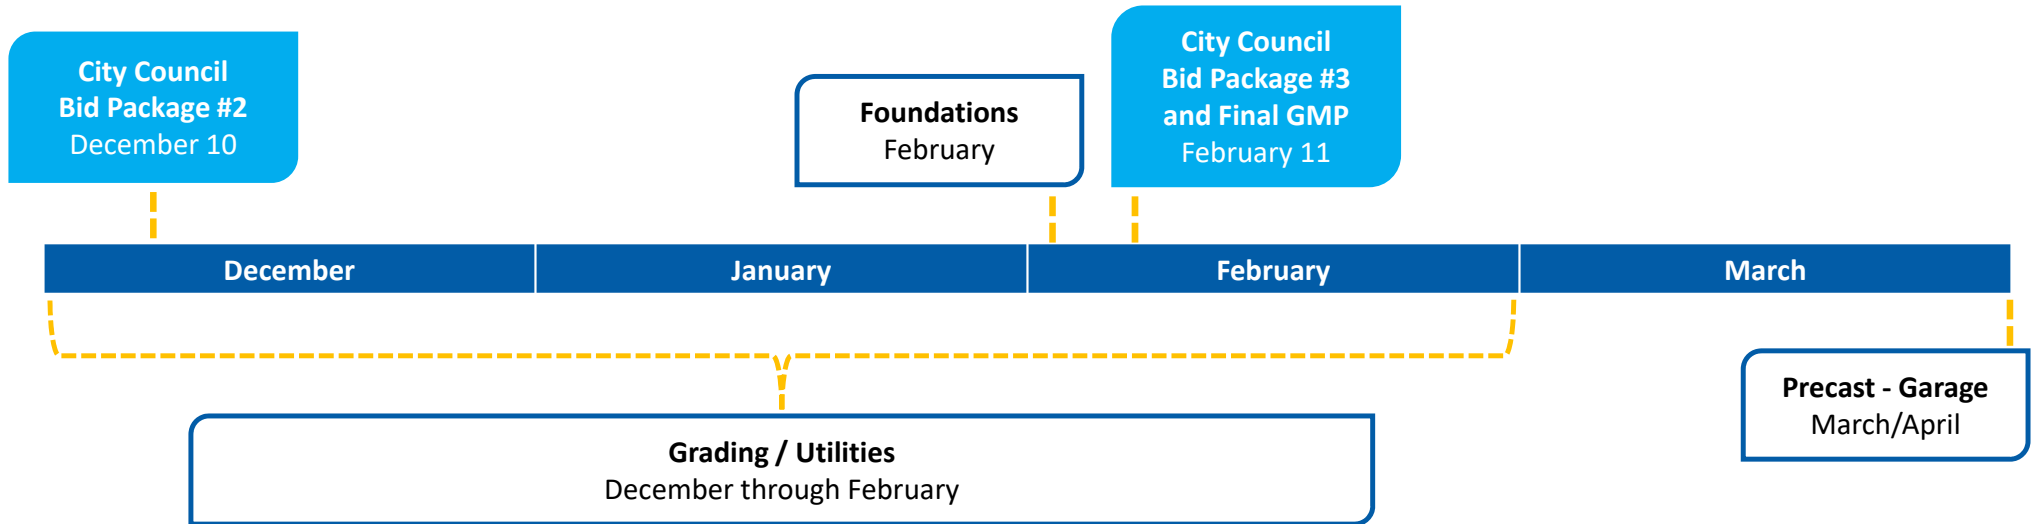 City Council
Bid Package #2
December 10
Foundations
February
City Council
Bid Package #3
and Final GMP
February 11
December
January
February
March
Grading / Utilities
December through February
Precast - Garage
March/April